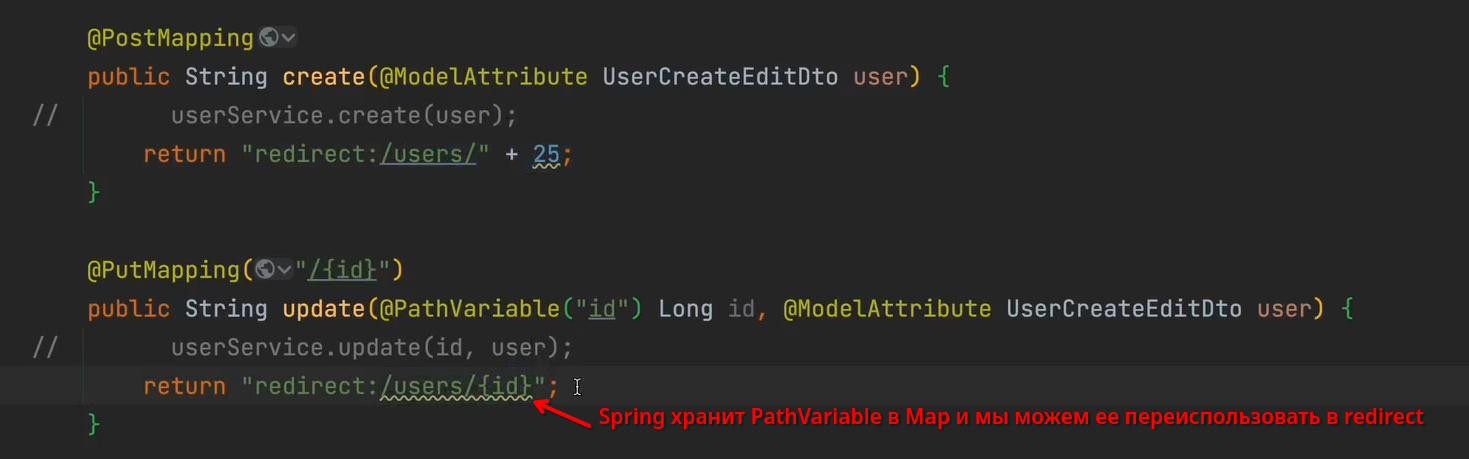 @PostMapping
public String create(@ModelAttribute UserCreateEditDto user) {
//      userService.create(user);
return "redirect:/users/" + 25;
}
@PutMapping("/{id}")
public String update(@PathVariable("id") Long id, @ModelAttribute UserCreateEditDto user) {
//      userService.update(id, user);
return "redirect:/users/{id}";
Spring хранит PathVariable в Map и мы можем ее переиспользовать в redirect
}